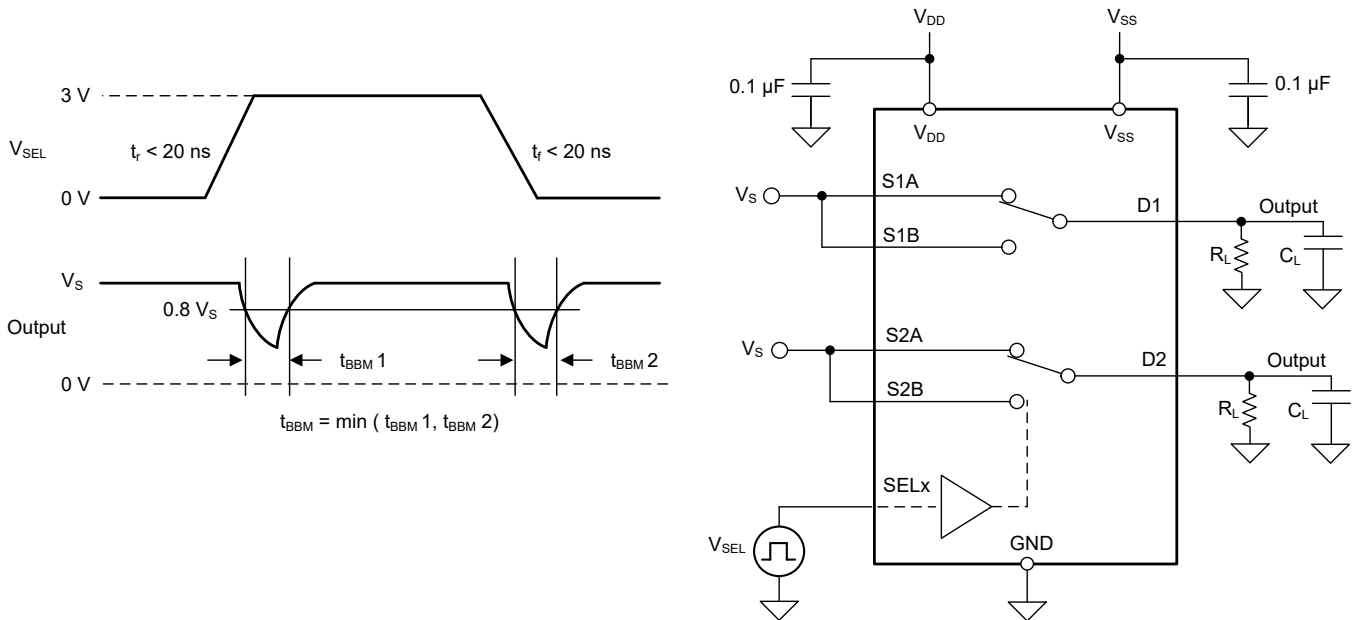 3 V
V_SEL
t_r < 20 ns
t_f < 20 ns
0 V
V_S
0.8 V_S
Output
t_BBM 1
t_BBM 2
0 V
t_BBM = min ( t_BBM 1, t_BBM 2)
V_DD
V_SS
0.1 µF
0.1 µF
V_DD
V_SS
V_S
S1A
D1
Output
S1B
R_L
C_L
V_S
S2A
D2
Output
S2B
R_L
C_L
SELx
V_SEL
GND